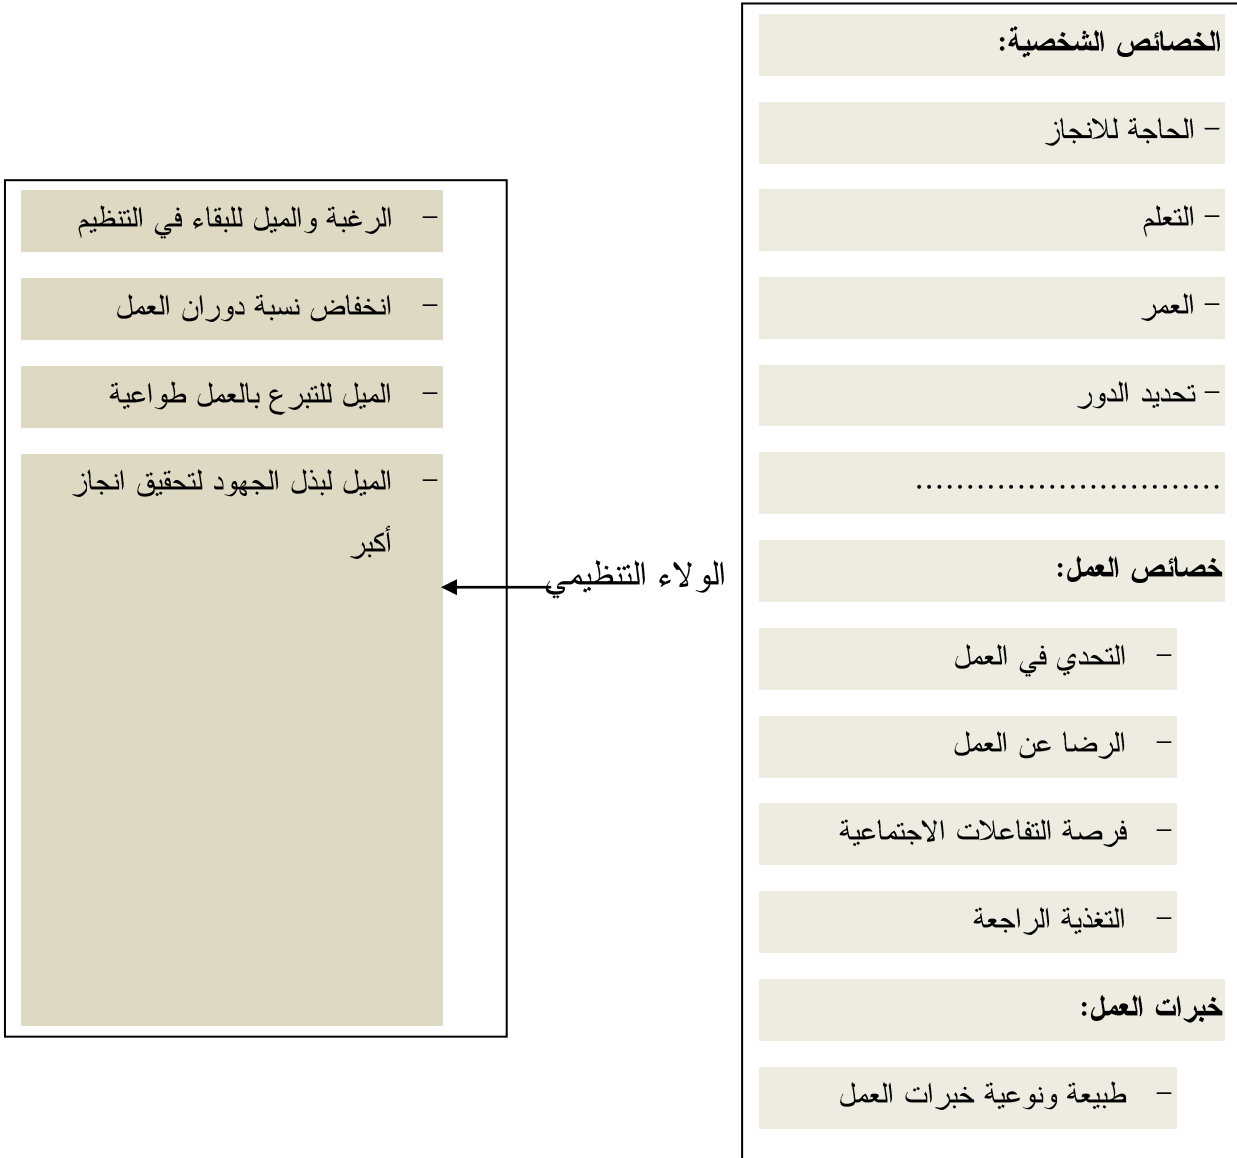 الخصائص الشخصية:
- الحاجة للانجاز
- التعلم
- العمر
- تحديد الدور
..............................
خصائص العمل:
- التحدي في العمل
- الرضا عن العمل
- فرصة التفاعلات الاجتماعية
- التغذية الراجعة
خبرات العمل:
- طبيعة ونوعية خبرات العمل
الولاء التنظيمي
- الرغبة والميل للبقاء في التنظيم
- انخفاض نسبة دوران العمل
- الميل للتبرع بالعمل طواعية
- الميل لبذل الجهود لتحقيق انجاز
أكبر